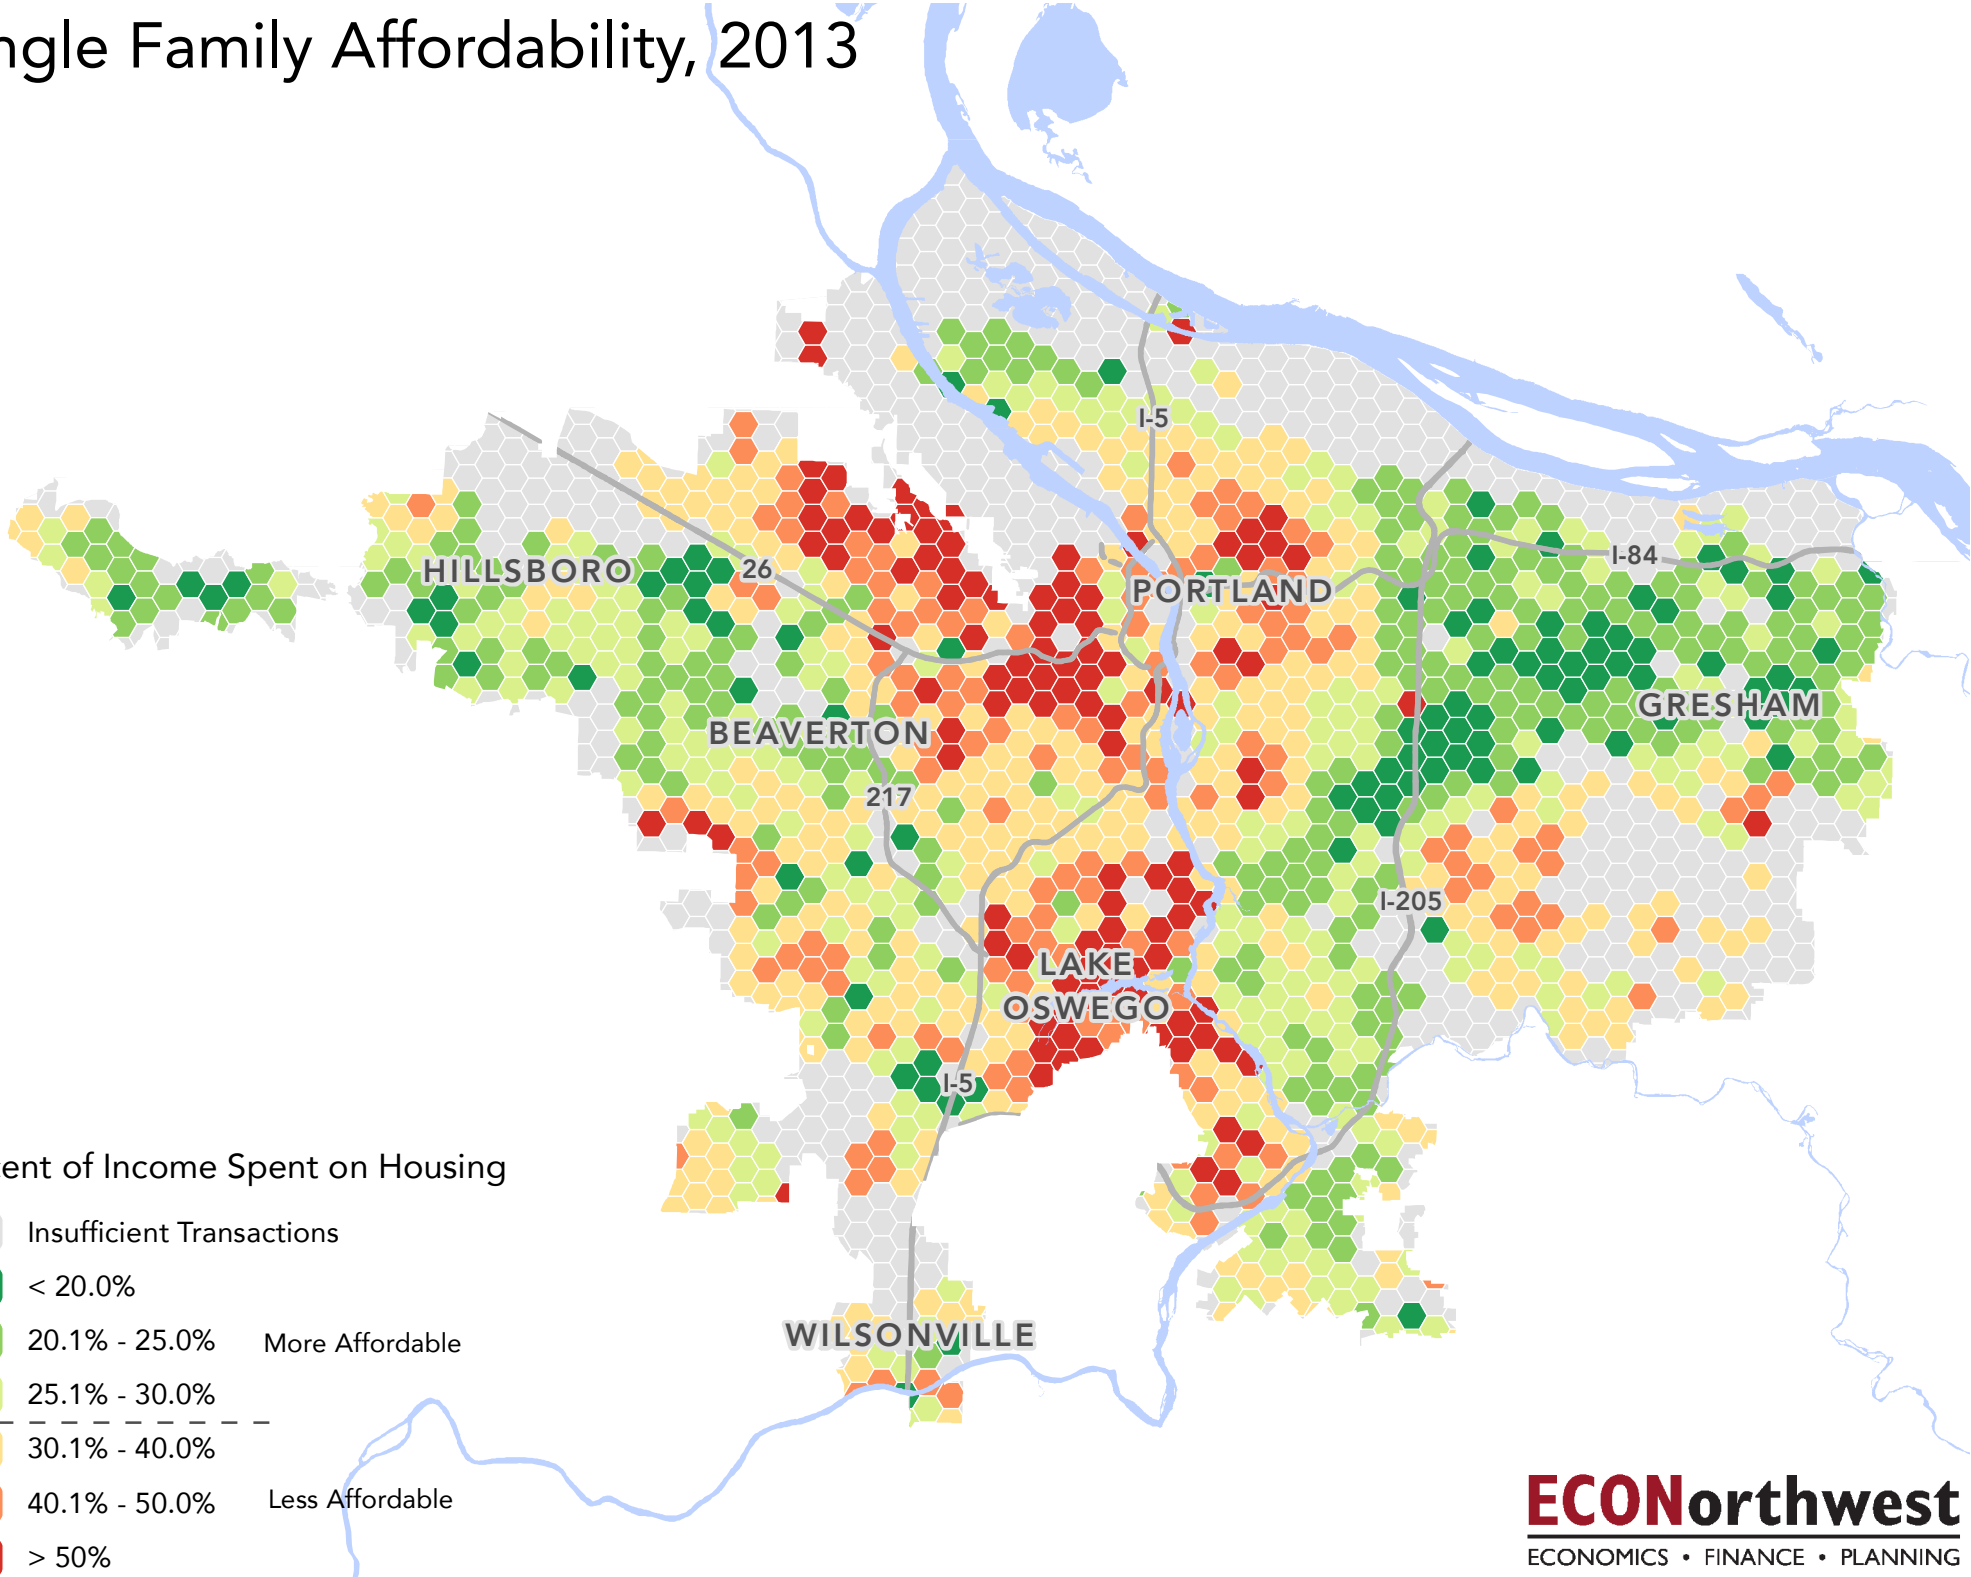 ngle Family Affordability, 2013
I-5
HILLSBORO
26
I-84
PORTLAND
GRESHAM
BEAVERTON
217
I-205
LAKE
OSWEGO
I-5
WILSONVILLE
cent of Income Spent on Housing
Insufficient Transactions
< 20.0%
20.1% - 25.0%
More Affordable
25.1% - 30.0%
30.1% - 40.0%
40.1% - 50.0%
Less Affordable
> 50%
ECONorthwest
ECONOMICS • FINANCE • PLANNING